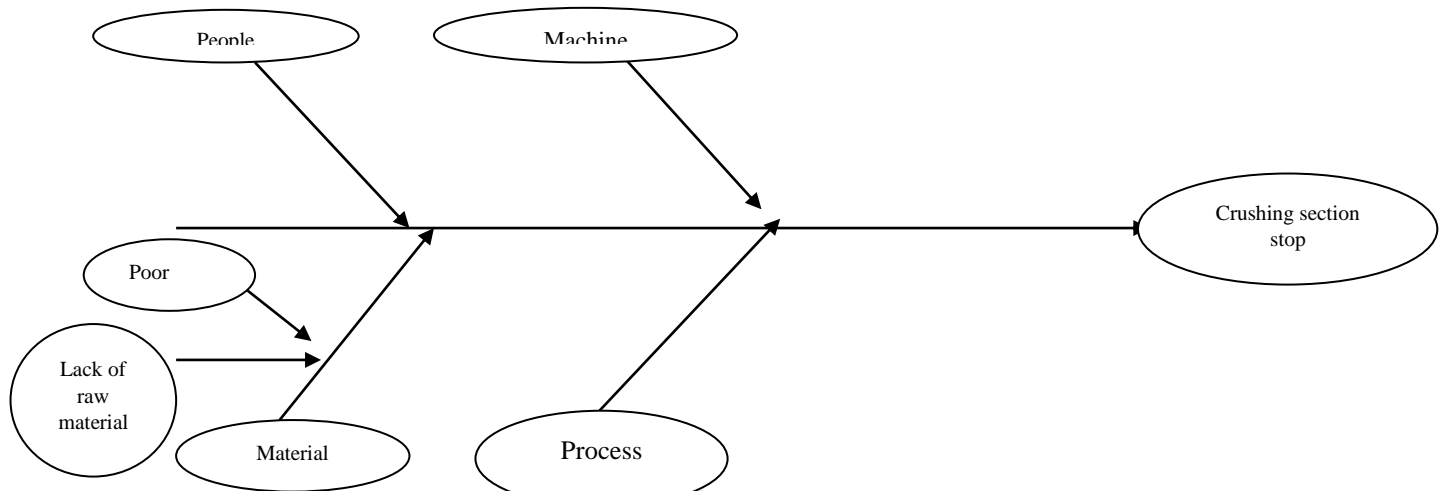 People
Machine
Crushing section
stop
Poor
Lack of
raw
material
Material
Process